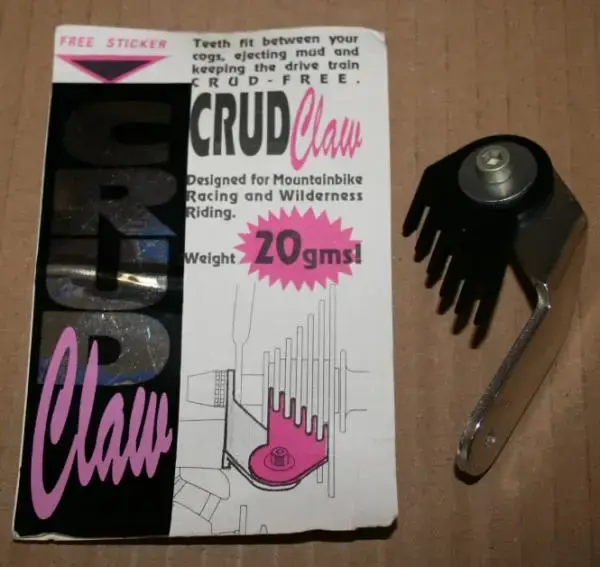 FREE STICKER
CRUD
Claw
Teeth fit between your
cogs, ejecting mud and
keeping the drive train
CRUD-FREE.
CRUD Claw
Designed for Mountainbike
Racing and Wilderness
Riding.
Weight 20gms!